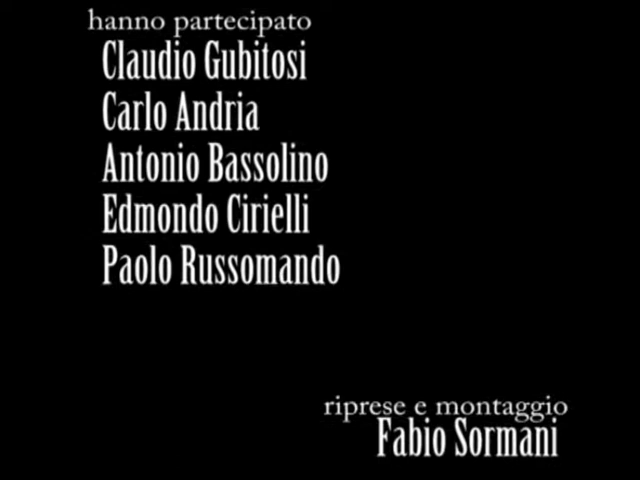 hanno partecipato
Claudio Gubitosi
Carlo Andria
Antonio Bassolino
Edmondo Cirielli
Paolo Russomando
riprese e montaggio
Fabio Sormani